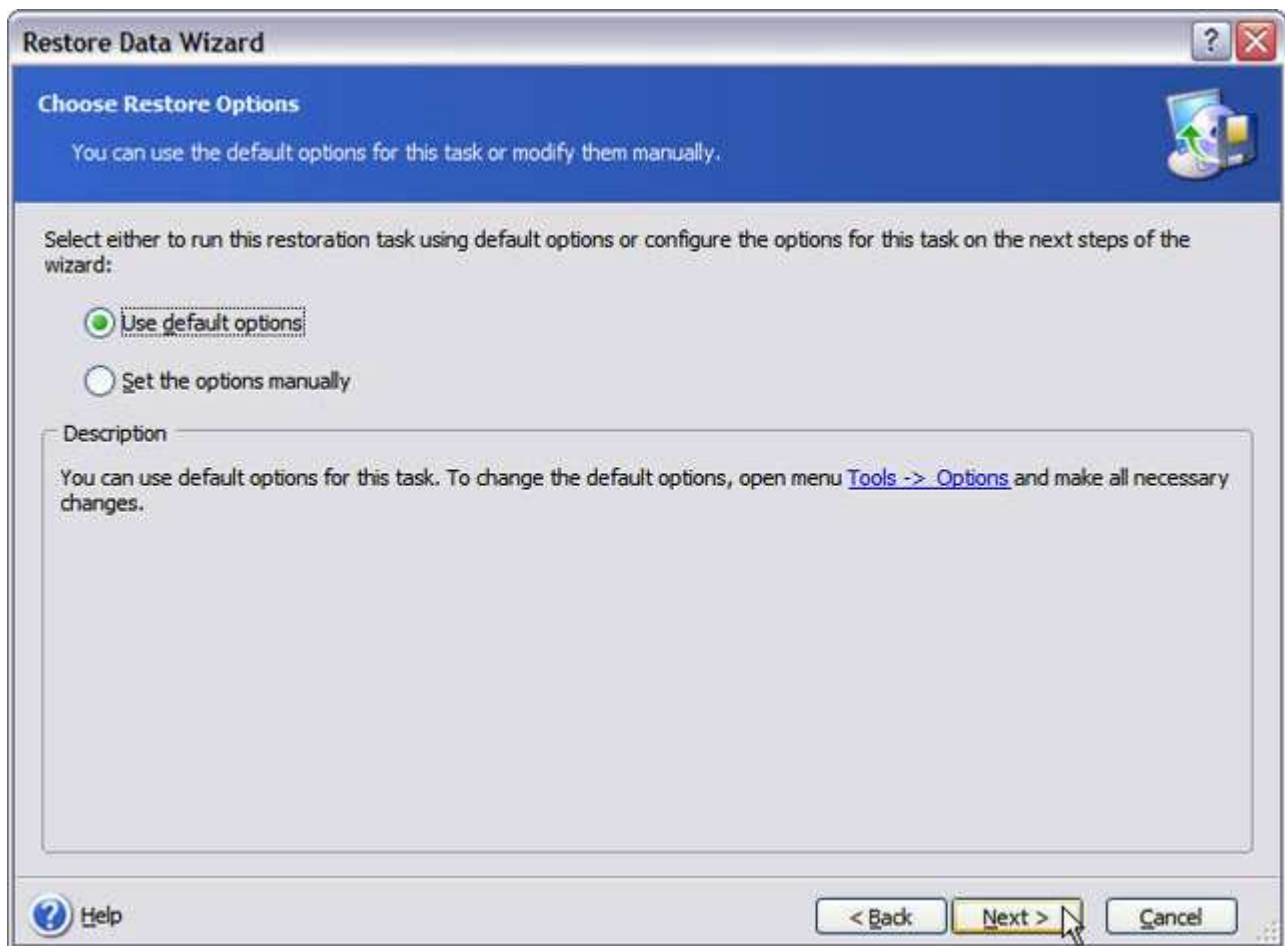 Restore Data Wizard
?
Choose Restore Options
You can use the default options for this task or modify them manually.
Select either to run this restoration task using default options or configure the options for this task on the next steps of the
wizard:
Use default options
Set the options manually
Description
You can use default options for this task. To change the default options, open menu Tools -> Options and make all necessary
changes.
? Help
< Back
Next >
Cancel